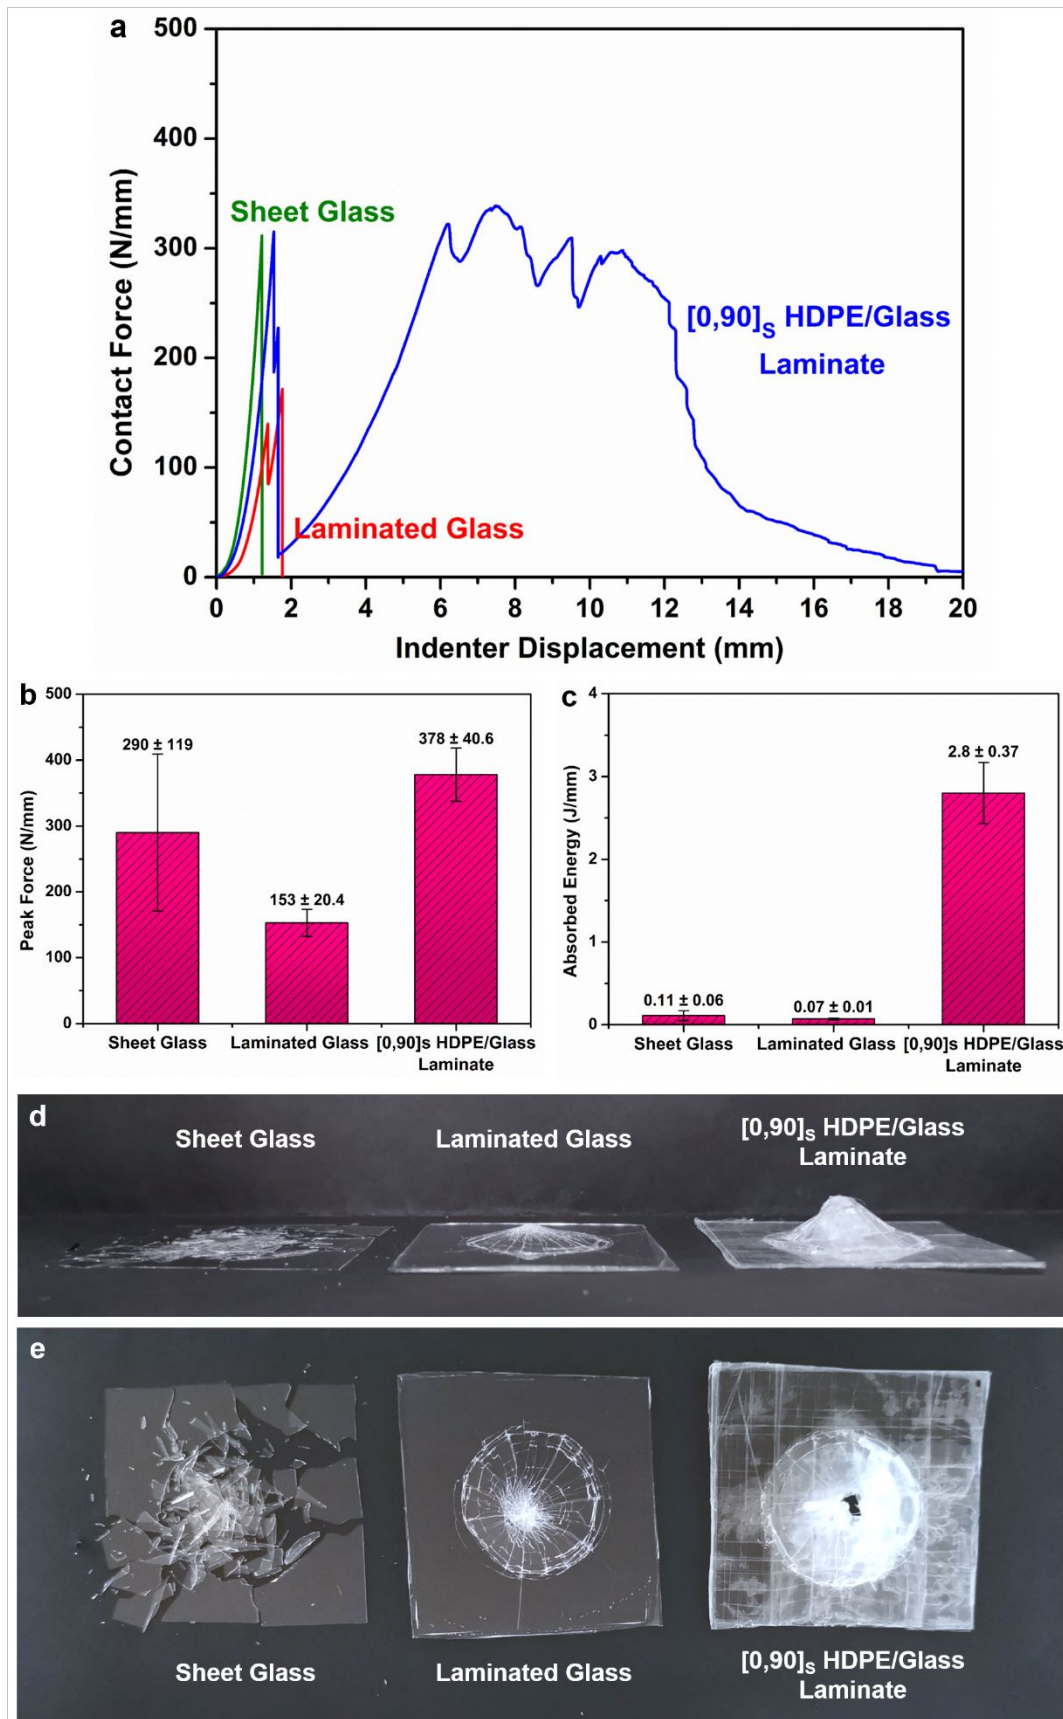 a
500
400
300
200
100
0
Contact Force (N/mm)
Sheet Glass
[0,90]S HDPE/Glass
Laminate
Laminated Glass
0 2 4 6 8 10 12 14 16 18 20
Indenter Displacement (mm)
b
500
400
300
200
100
0
Peak Force (N/mm)
290 ± 119
153 ± 20.4
378 ± 40.6
Sheet Glass
Laminated Glass
[0,90]s HDPE/Glass
Laminate
c
4
3
2
1
0
Absorbed Energy (J/mm)
0.11 ± 0.06
0.07 ± 0.01
2.8 ± 0.37
Sheet Glass
Laminated Glass
[0,90]s HDPE/Glass
Laminate
d
Sheet Glass
Laminated Glass
[0,90]S HDPE/Glass
Laminate
e
Sheet Glass
Laminated Glass
[0,90]S HDPE/Glass
Laminate